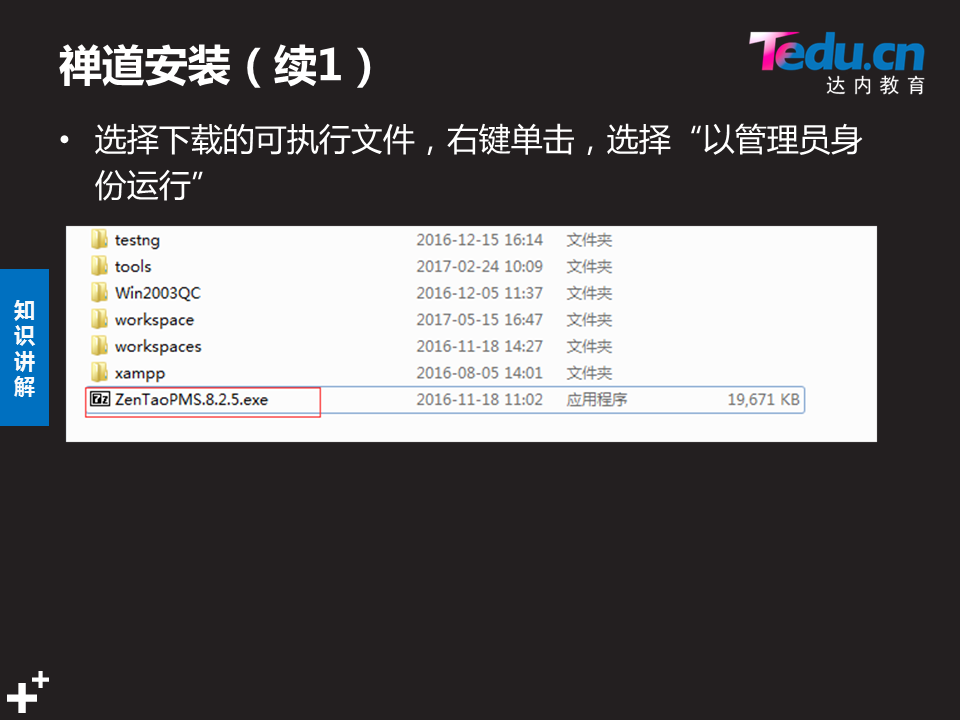 禅道安装（续1）
Tedu.cn
达内教育
• 选择下载的可执行文件，右键单击，选择“以管理员身
份运行”
知识讲解
testng 2016-12-15 16:14 文件夹
tools 2017-02-24 10:09 文件夹
Win2003QC 2016-12-05 11:37 文件夹
workspace 2017-05-15 16:47 文件夹
workspaces 2016-11-18 14:27 文件夹
xampp 2016-08-05 14:01 文件夹
7z ZenTaoPMS.8.2.5.exe 2016-11-18 11:02 应用程序 19,671 KB